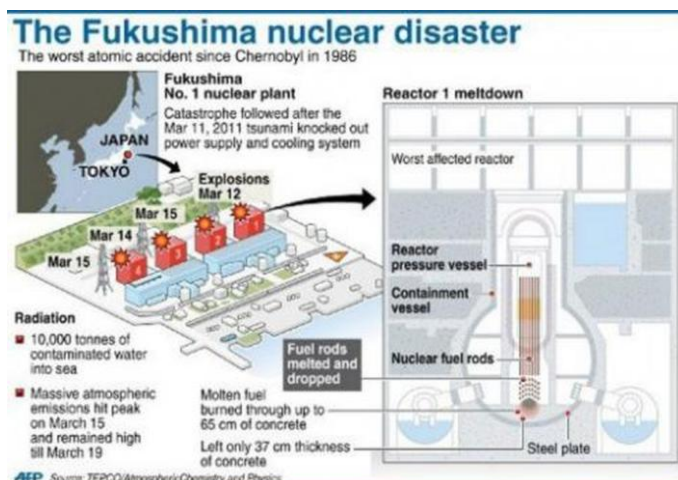 The Fukushima nuclear disaster
The worst atomic accident since Chernobyl in 1986
Fukushima
No. 1 nuclear plant
Catastrophe followed after the
Mar 11, 2011 tsunami knocked out
power supply and cooling system
JAPAN
TOKYO
Explosions
Mar 12
Mar 15
Mar 14
Mar 15
1
2
3
4
Radiation
10,000 tonnes of
contaminated water
into sea
Massive atmospheric
emissions hit peak
on March 15
and remained high
till March 19
Reactor 1 meltdown
Worst affected reactor
Reactor
pressure vessel
Containment
vessel
Nuclear fuel rods
Fuel rods
melted and
dropped
Molten fuel
burned through up to
65 cm of concrete
Left only 37 cm thickness
of concrete
Steel plate
AFP Source: TEPCO/AtmosphericChemistry and Physics